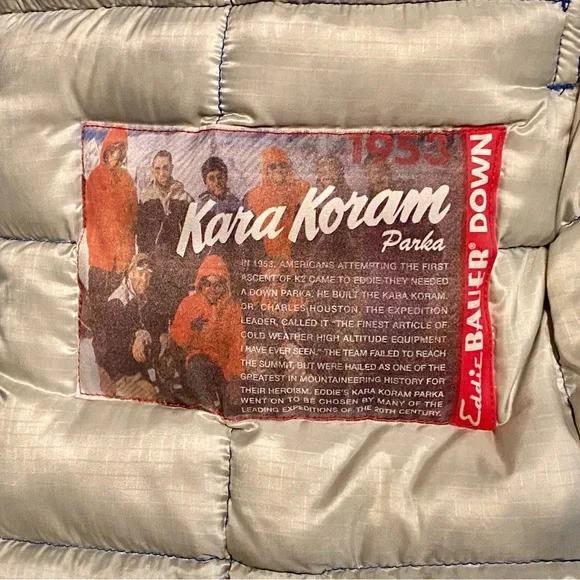 1953
Kara Koram
Parka
IN 1953, AMERICANS ATTEMPTING THE FIRST
ASCENT OF K2 CAME TO EDDIE-THEY NEEDED
A DOWN PARKA. HE BUILT THE KARA KORAM.
DR. CHARLES HOUSTON, THE EXPEDITION
LEADER, CALLED IT "THE FINEST ARTICLE OF
COLD WEATHER HIGH ALTITUDE EQUIPMENT
I HAVE EVER SEEN." THE TEAM FAILED TO REACH
THE SUMMIT, BUT WERE HAILED AS ONE OF THE
GREATEST IN MOUNTAINEERING HISTORY FOR
THEIR HEROISM. EDDIE'S KARA KORAM PARKA
WENT ON TO BE CHOSEN BY MANY OF THE
LEADING EXPEDITIONS OF THE 20TH CENTURY.
Eddie BAUER® DOWN